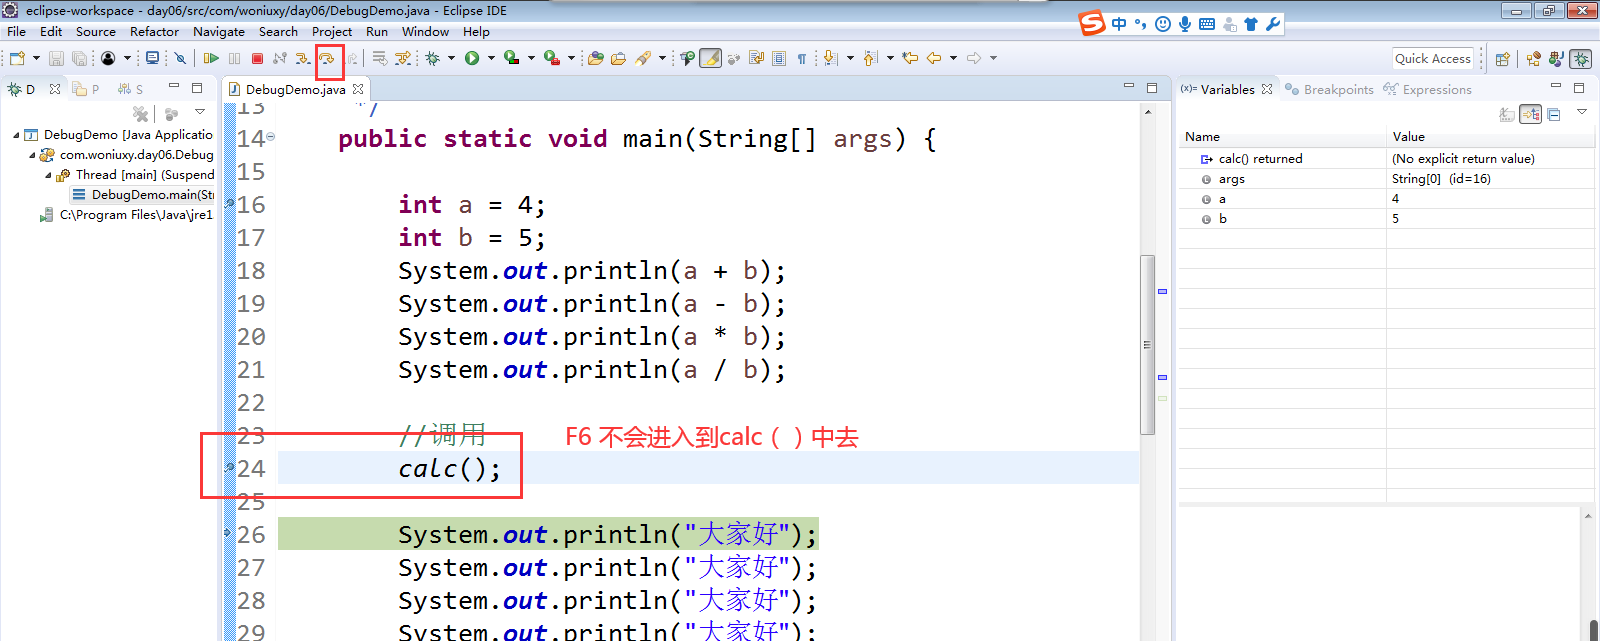 eclipse-workspace - day06/src/com/woniuxy/day06/DebugDemo.java - Eclipse IDE
File Edit Source Refactor Navigate Search Project Run Window Help
中
Quick Access
D P S
DebugDemo.java
Variables Breakpoints Expressions
DebugDemo [Java Applicatio
com.woniuxy.day06.Debug
Thread [main] (Suspend
DebugDemo.main(St
C:\Program Files\Java\jre1
13 */
14 public static void main(String[] args) {
15
16 int a = 4;
17 int b = 5;
18 System.out.println(a + b);
19 System.out.println(a - b);
20 System.out.println(a * b);
21 System.out.println(a / b);
22
23 //调用
F6 不会进入到calc ( ) 中去
24 calc();
25
26 System.out.println("大家好");
27 System.out.println("大家好");
28 System.out.println("大家好");
29 System.out.println("大家好");
Name Value
calc() returned (No explicit return value)
args String[0] (id=16)
a 4
b 5